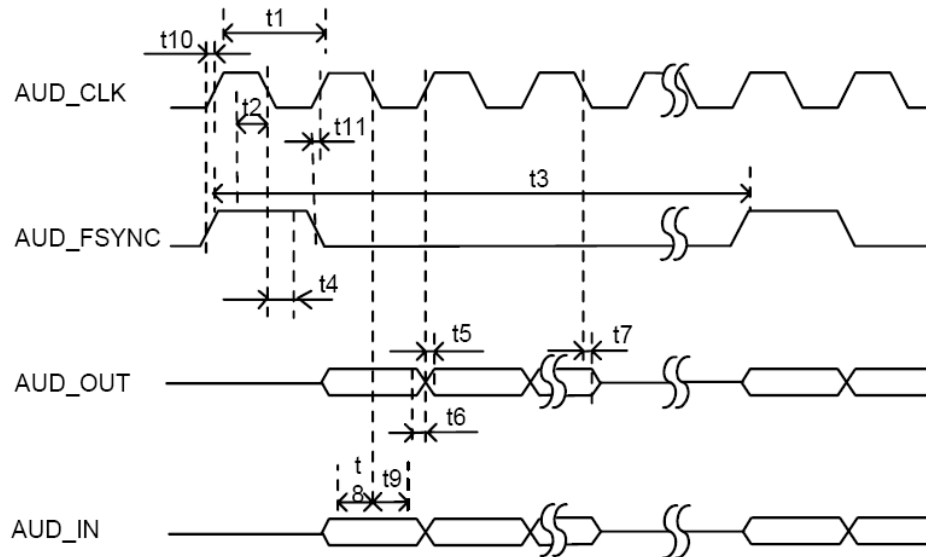 t1
t10
AUD_CLK
t2
t11
t3
AUD_FSYNC
t4
t5
t7
AUD_OUT
t6
t
8
t9
AUD_IN